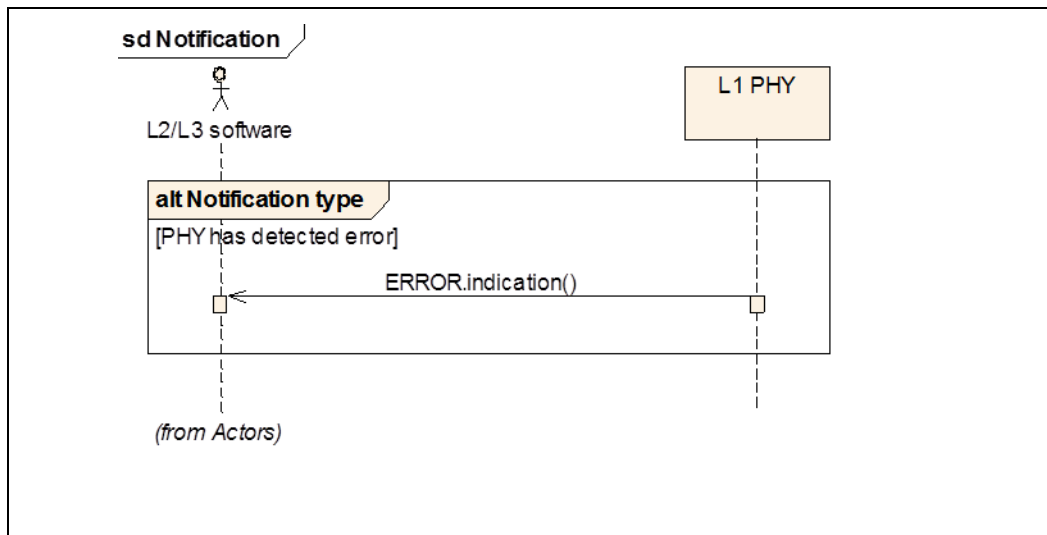 sd Notification
L2/L3 software
L1 PHY
alt Notification type
[PHY has detected error]
ERROR.indication()
(from Actors)